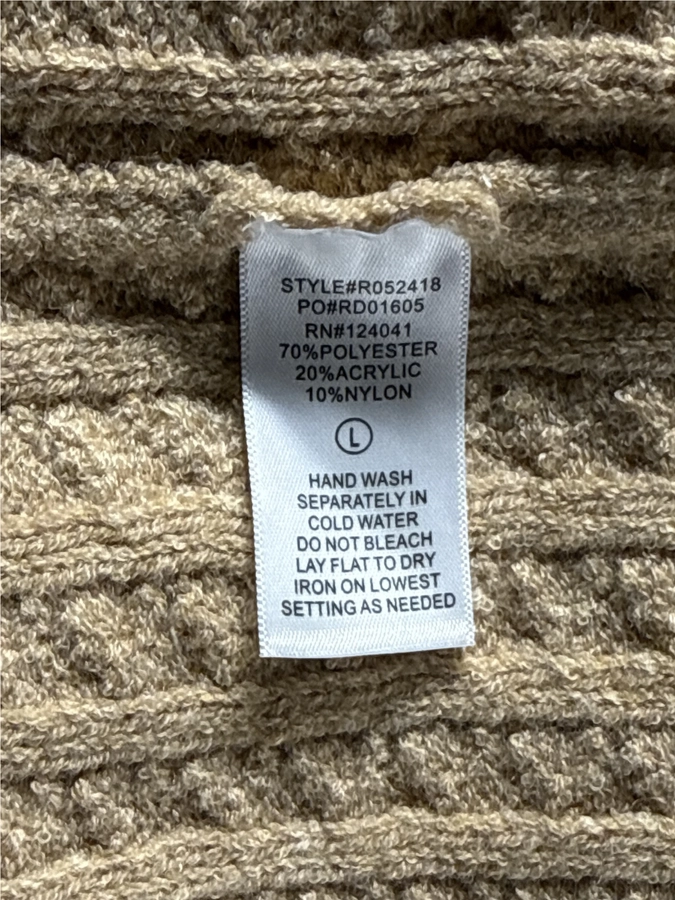 STYLE#R052418
PO#RD01605
RN#124041
70%POLYESTER
20%ACRYLIC
10%NYLON
L
HAND WASH
SEPARATELY IN
COLD WATER
DO NOT BLEACH
LAY FLAT TO DRY
IRON ON LOWEST
SETTING AS NEEDED